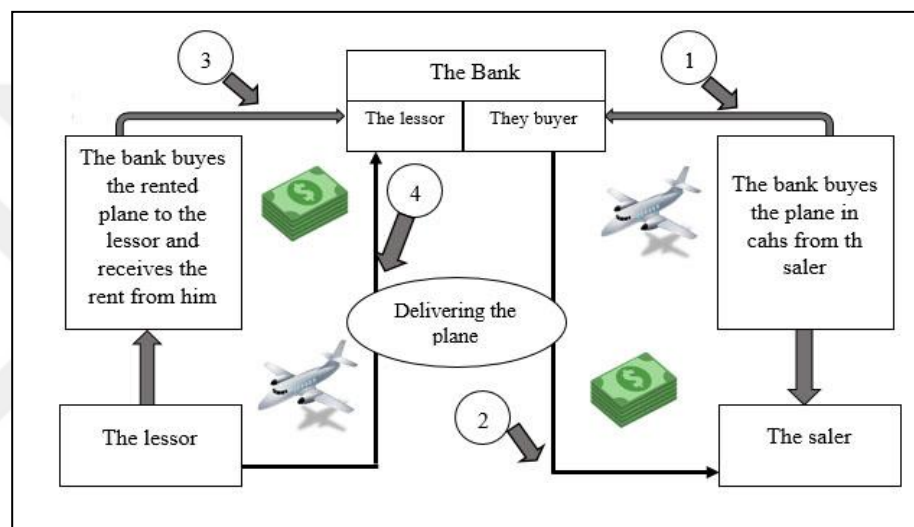 3
1
The Bank
The lessor
They buyer
The bank buyes
the rented
plane to the
lessor and
receives the
rent from him
4
The bank buyes
the plane in
cahs from th
saler
Delivering the
plane
2
The lessor
The saler